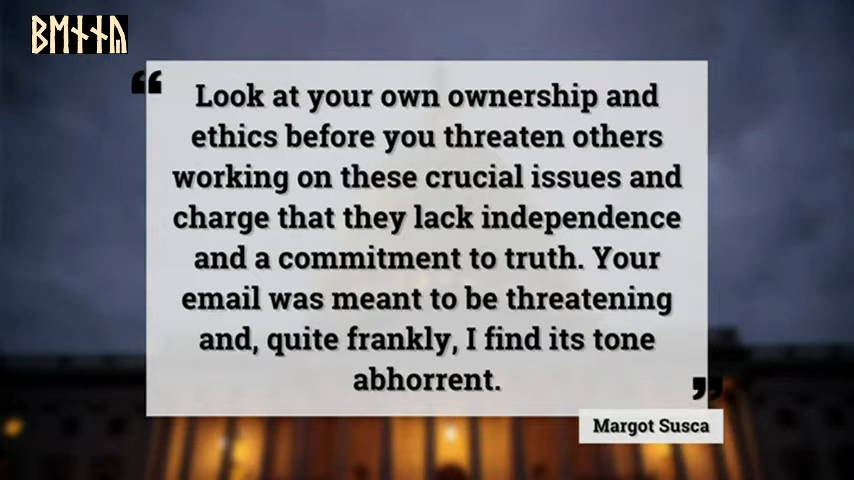 “Look at your own ownership and
ethics before you threaten others
working on these crucial issues and
charge that they lack independence
and a commitment to truth. Your
email was meant to be threatening
and, quite frankly, I find its tone
abhorrent.”
Margot Susca